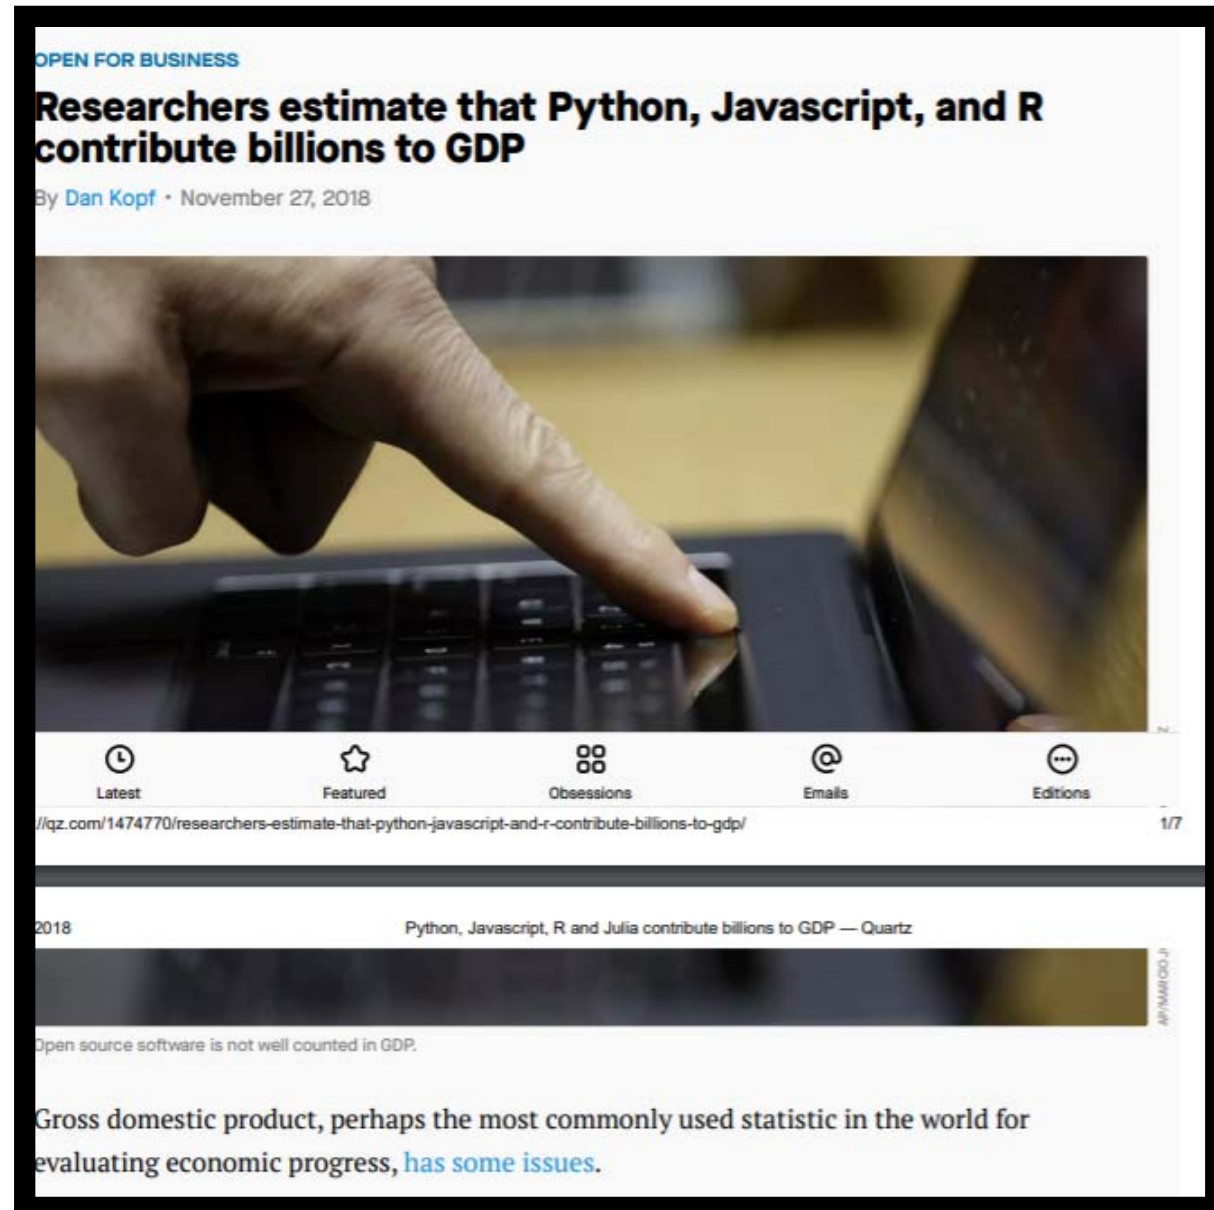 OPEN FOR BUSINESS
Researchers estimate that Python, Javascript, and R
contribute billions to GDP
By Dan Kopf • November 27, 2018
Latest
Featured
Obsessions
Emails
Editions
://qz.com/1474770/researchers-estimate-that-python-javascript-and-r-contribute-billions-to-gdp/
1/7
2018
Python, Javascript, R and Julia contribute billions to GDP — Quartz
Open source software is not well counted in GDP.
Gross domestic product, perhaps the most commonly used statistic in the world for
evaluating economic progress, has some issues.